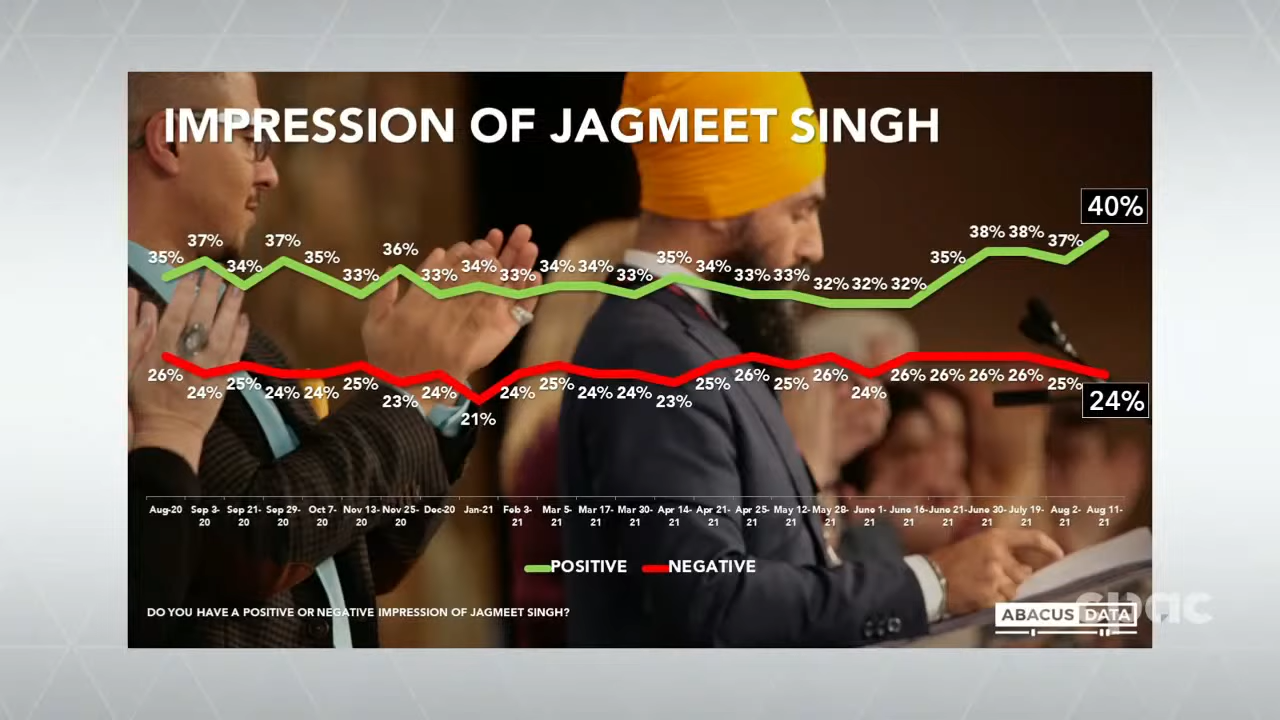 IMPRESSION OF JAGMEET SINGH
40%
35% 37% 34% 37% 35% 33% 36% 33% 34% 33% 34% 34% 33% 35% 34% 33% 33% 32% 32% 32% 35% 38% 38% 37%
26% 24% 25% 24% 24% 25% 23% 24% 21% 24% 25% 24% 24% 23% 25% 26% 25% 26% 24% 26% 26% 26% 26% 25%
24%
Aug-20 Sep 3- Sep 21- Sep 29- Oct 7- Nov 13- Nov 25- Dec-20 Jan-21 Feb 3- Mar 5- Mar 17- Mar 30- Apr 14- Apr 21- Apr 25- May 12- May 28- June 1- June 16- June 21- June 30- July 19- Aug 2- Aug 11-
20 20 20 20 20 20 21 21 21 21 21 21 21 21 21 21 21 21 21 21 21 21
POSITIVE NEGATIVE
DO YOU HAVE A POSITIVE OR NEGATIVE IMPRESSION OF JAGMEET SINGH?
ABACUS DATA
cpac